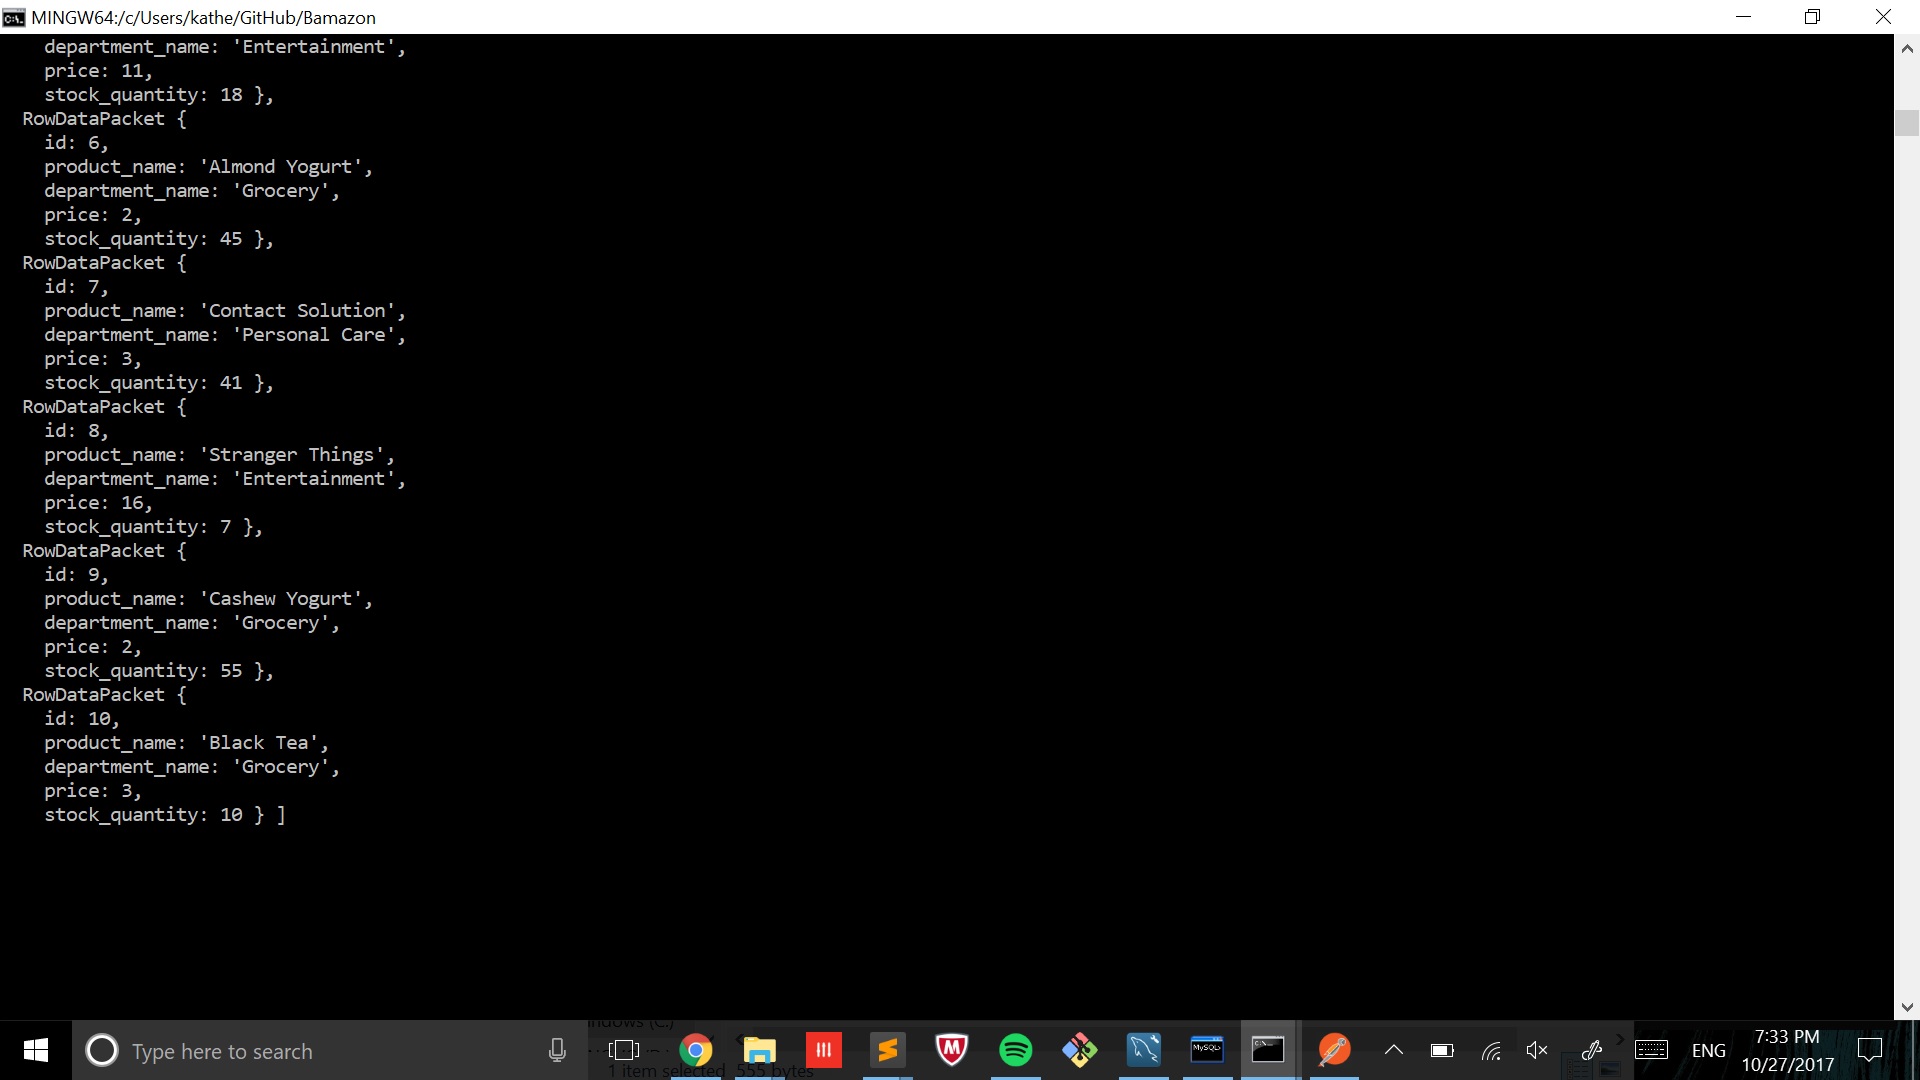 MINGW64:/c/Users/kathe/GitHub/Bamazon
department_name: 'Entertainment',
price: 11,
stock_quantity: 18 },
RowDataPacket {
id: 6,
product_name: 'Almond Yogurt',
department_name: 'Grocery',
price: 2,
stock_quantity: 45 },
RowDataPacket {
id: 7,
product_name: 'Contact Solution',
department_name: 'Personal Care',
price: 3,
stock_quantity: 41 },
RowDataPacket {
id: 8,
product_name: 'Stranger Things',
department_name: 'Entertainment',
price: 16,
stock_quantity: 7 },
RowDataPacket {
id: 9,
product_name: 'Cashew Yogurt',
department_name: 'Grocery',
price: 2,
stock_quantity: 55 },
RowDataPacket {
id: 10,
product_name: 'Black Tea',
department_name: 'Grocery',
price: 3,
stock_quantity: 10 } ]
Type here to search
1 item selected 555 bytes
MySQL
ENG
7:33 PM
10/27/2017